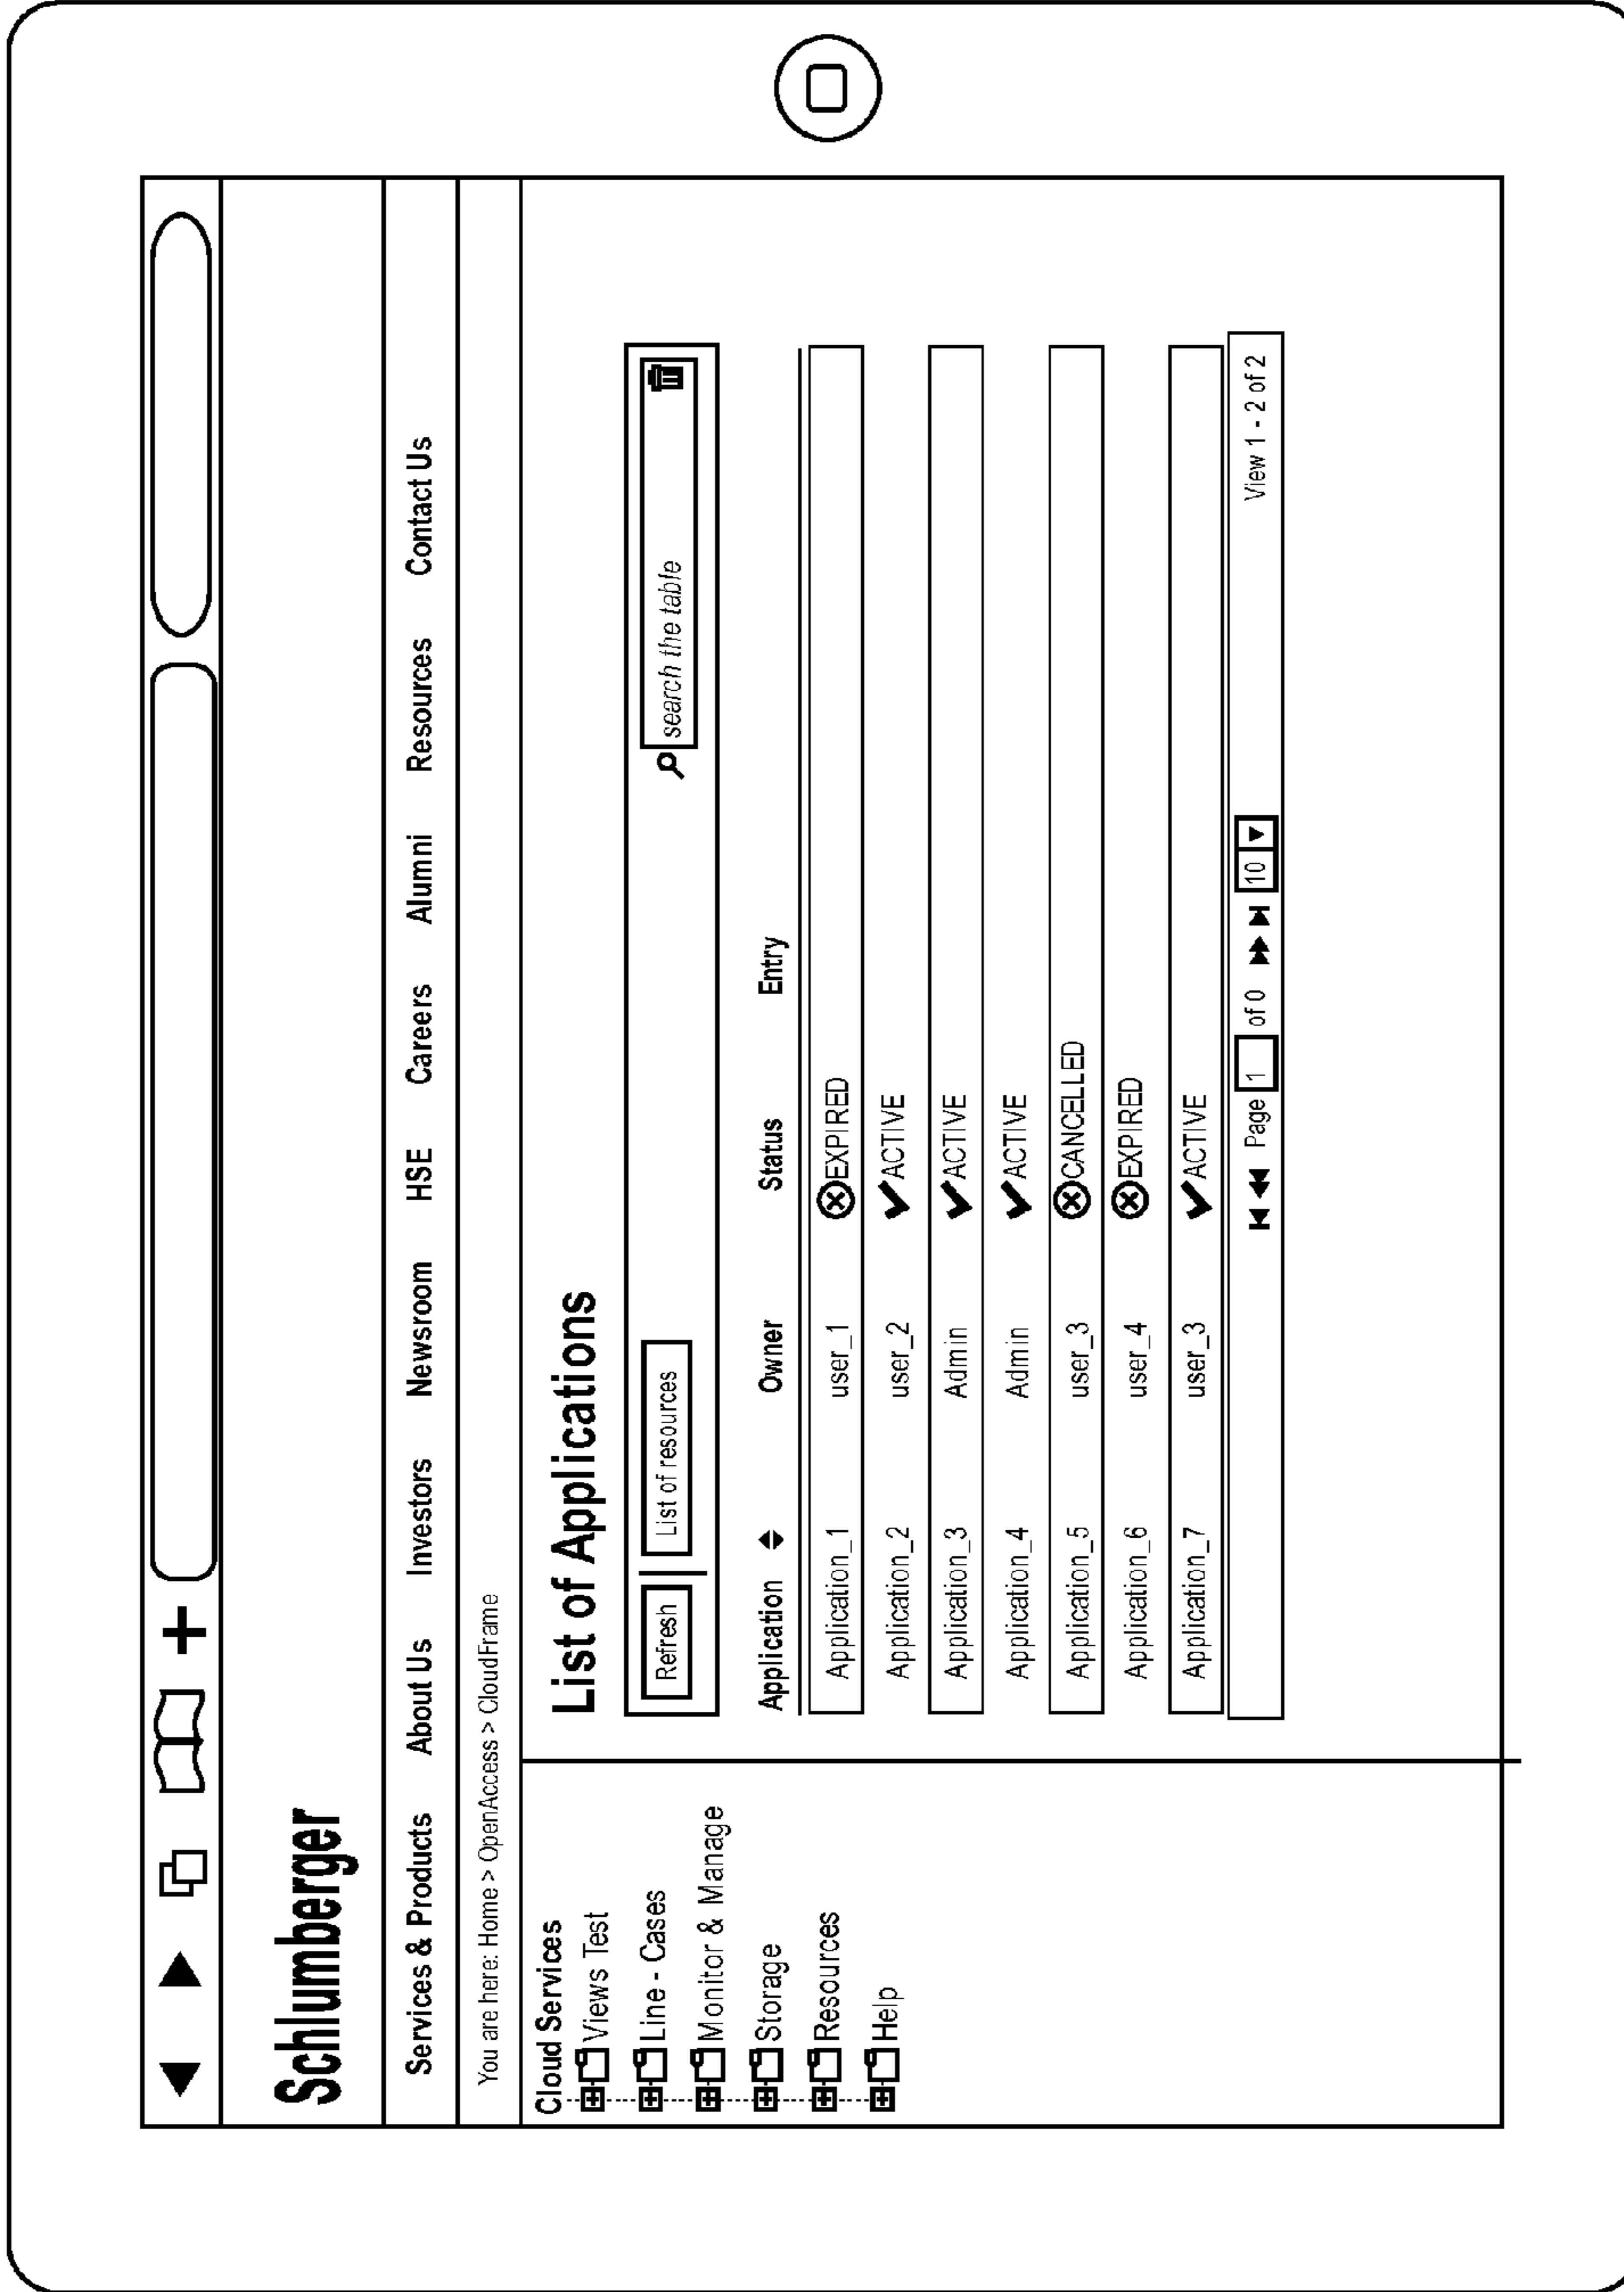 Schlumberger
Services & Products About Us Investors Newsroom HSE Careers Alumni Resources Contact Us
You are here: Home > OpenAccess > CloudFrame
Cloud Services
Views Test
Line - Cases
Monitor & Manage
Storage
Resources
Help
List of Applications
Refresh List of resources search the table
Application Owner Status Entry
Application_1 user_1 EXPIRED
Application_2 user_2 ACTIVE
Application_3 Admin ACTIVE
Application_4 Admin ACTIVE
Application_5 user_3 CANCELLED
Application_6 user_4 EXPIRED
Application_7 user_3 ACTIVE
Page 1 of 0 10 View 1 - 2 of 2